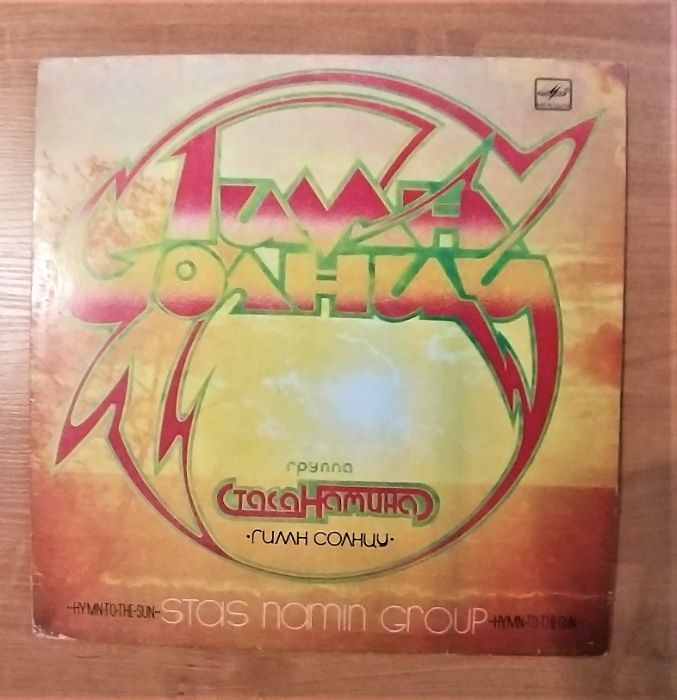 Гимн
Солнцу
группа
Стаса Намина
·ГИМН СОЛНЦУ·
-HYMN-TO-THE-SUN- STAS NAMIN GROUP -HYMN-TO-THE-SUN-